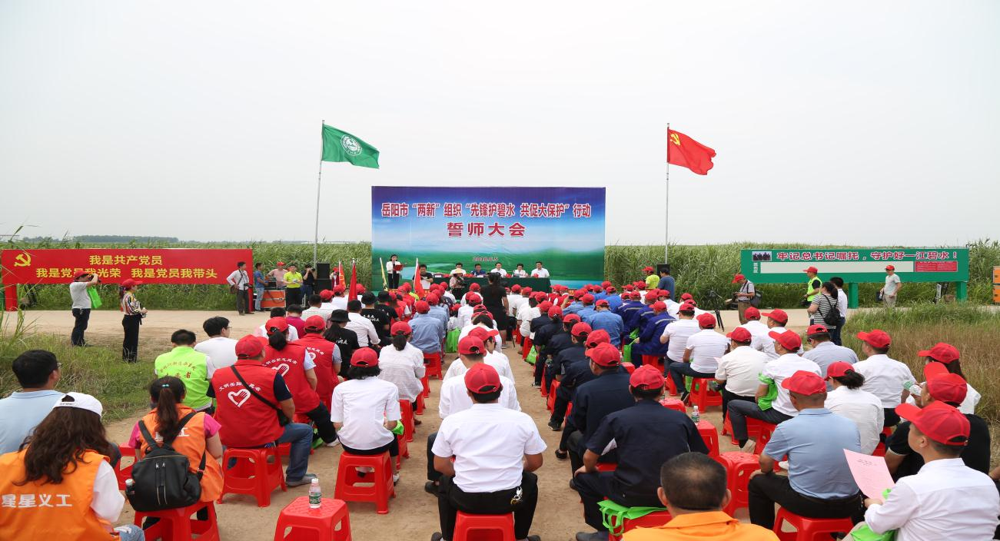 岳阳市“两新”组织“先锋护碧水 共促大保护”行动
誓师大会
我是共产党员
我是党员我光荣 我是党员我带头
牢记总书记嘱托，守护好一江碧水！
星星义工